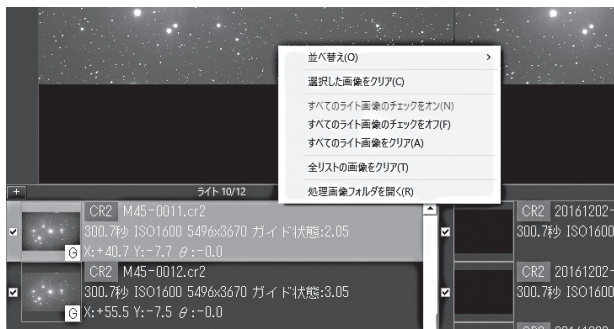 並べ替え(O)
>
選択した画像をクリア(C)
すべてのライト画像のチェックをオン(N)
すべてのライト画像のチェックをオフ(F)
すべてのライト画像をクリア(A)
全リストの画像をクリア(T)
処理画像フォルダを開く(R)
+
ライト 10/12
CR2 M45-0011.cr2
300.7秒 ISO1600 5496x3670 ガイド状態:2.05
G X:+40.7 Y:-7.7 θ:-0.0
CR2 M45-0012.cr2
300.7秒 ISO1600 5496x3670 ガイド状態:3.05
G X:+55.5 Y:-7.5 θ:-0.0
CR2 20161202-
300.7秒 ISO1600
CR2 20161202-
300.7秒 ISO1600